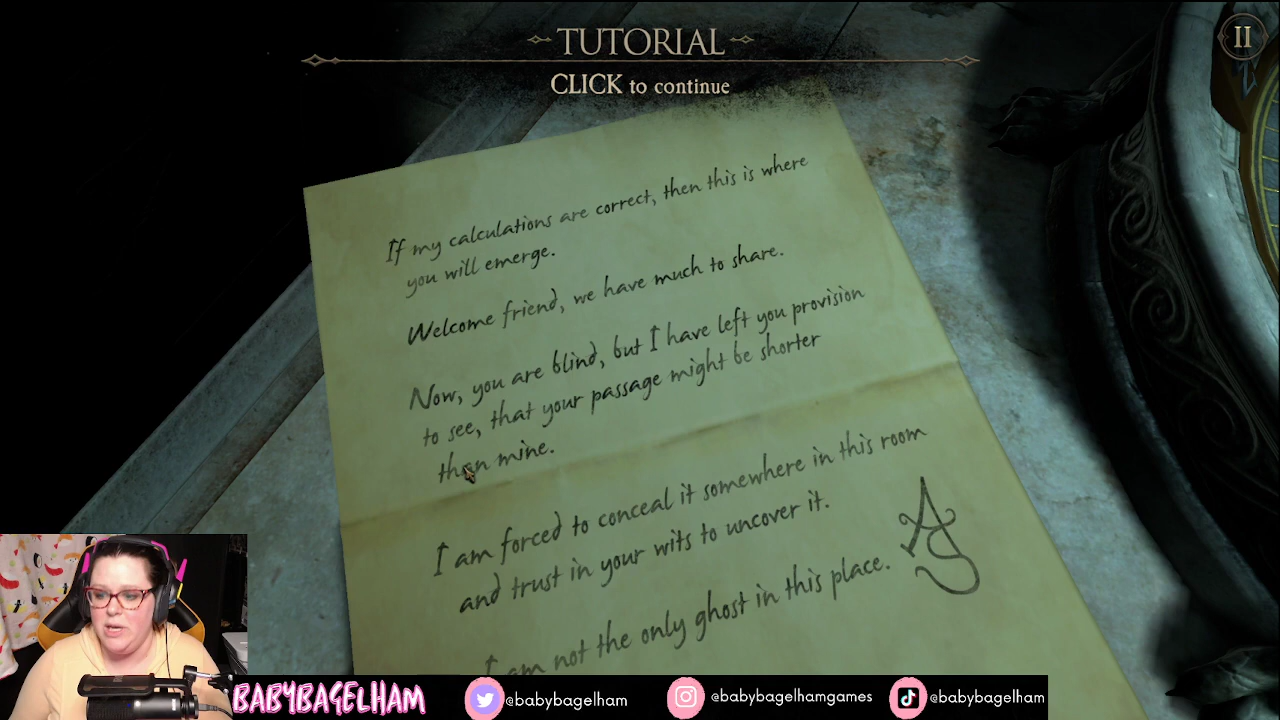 TUTORIAL
CLICK to continue
II
If my calculations are correct, then this is where
you will emerge.
Welcome friend, we have much to share.
Now, you are blind, but I have left you provision
to see, that your passage might be shorter
than mine.
I am forced to conceal it somewhere in this room
and trust in your wits to uncover it.
I am not the only ghost in this place.
AS
BABYBAGELHAM
@babybagelham
@babybagelhamgames
@babybagelham